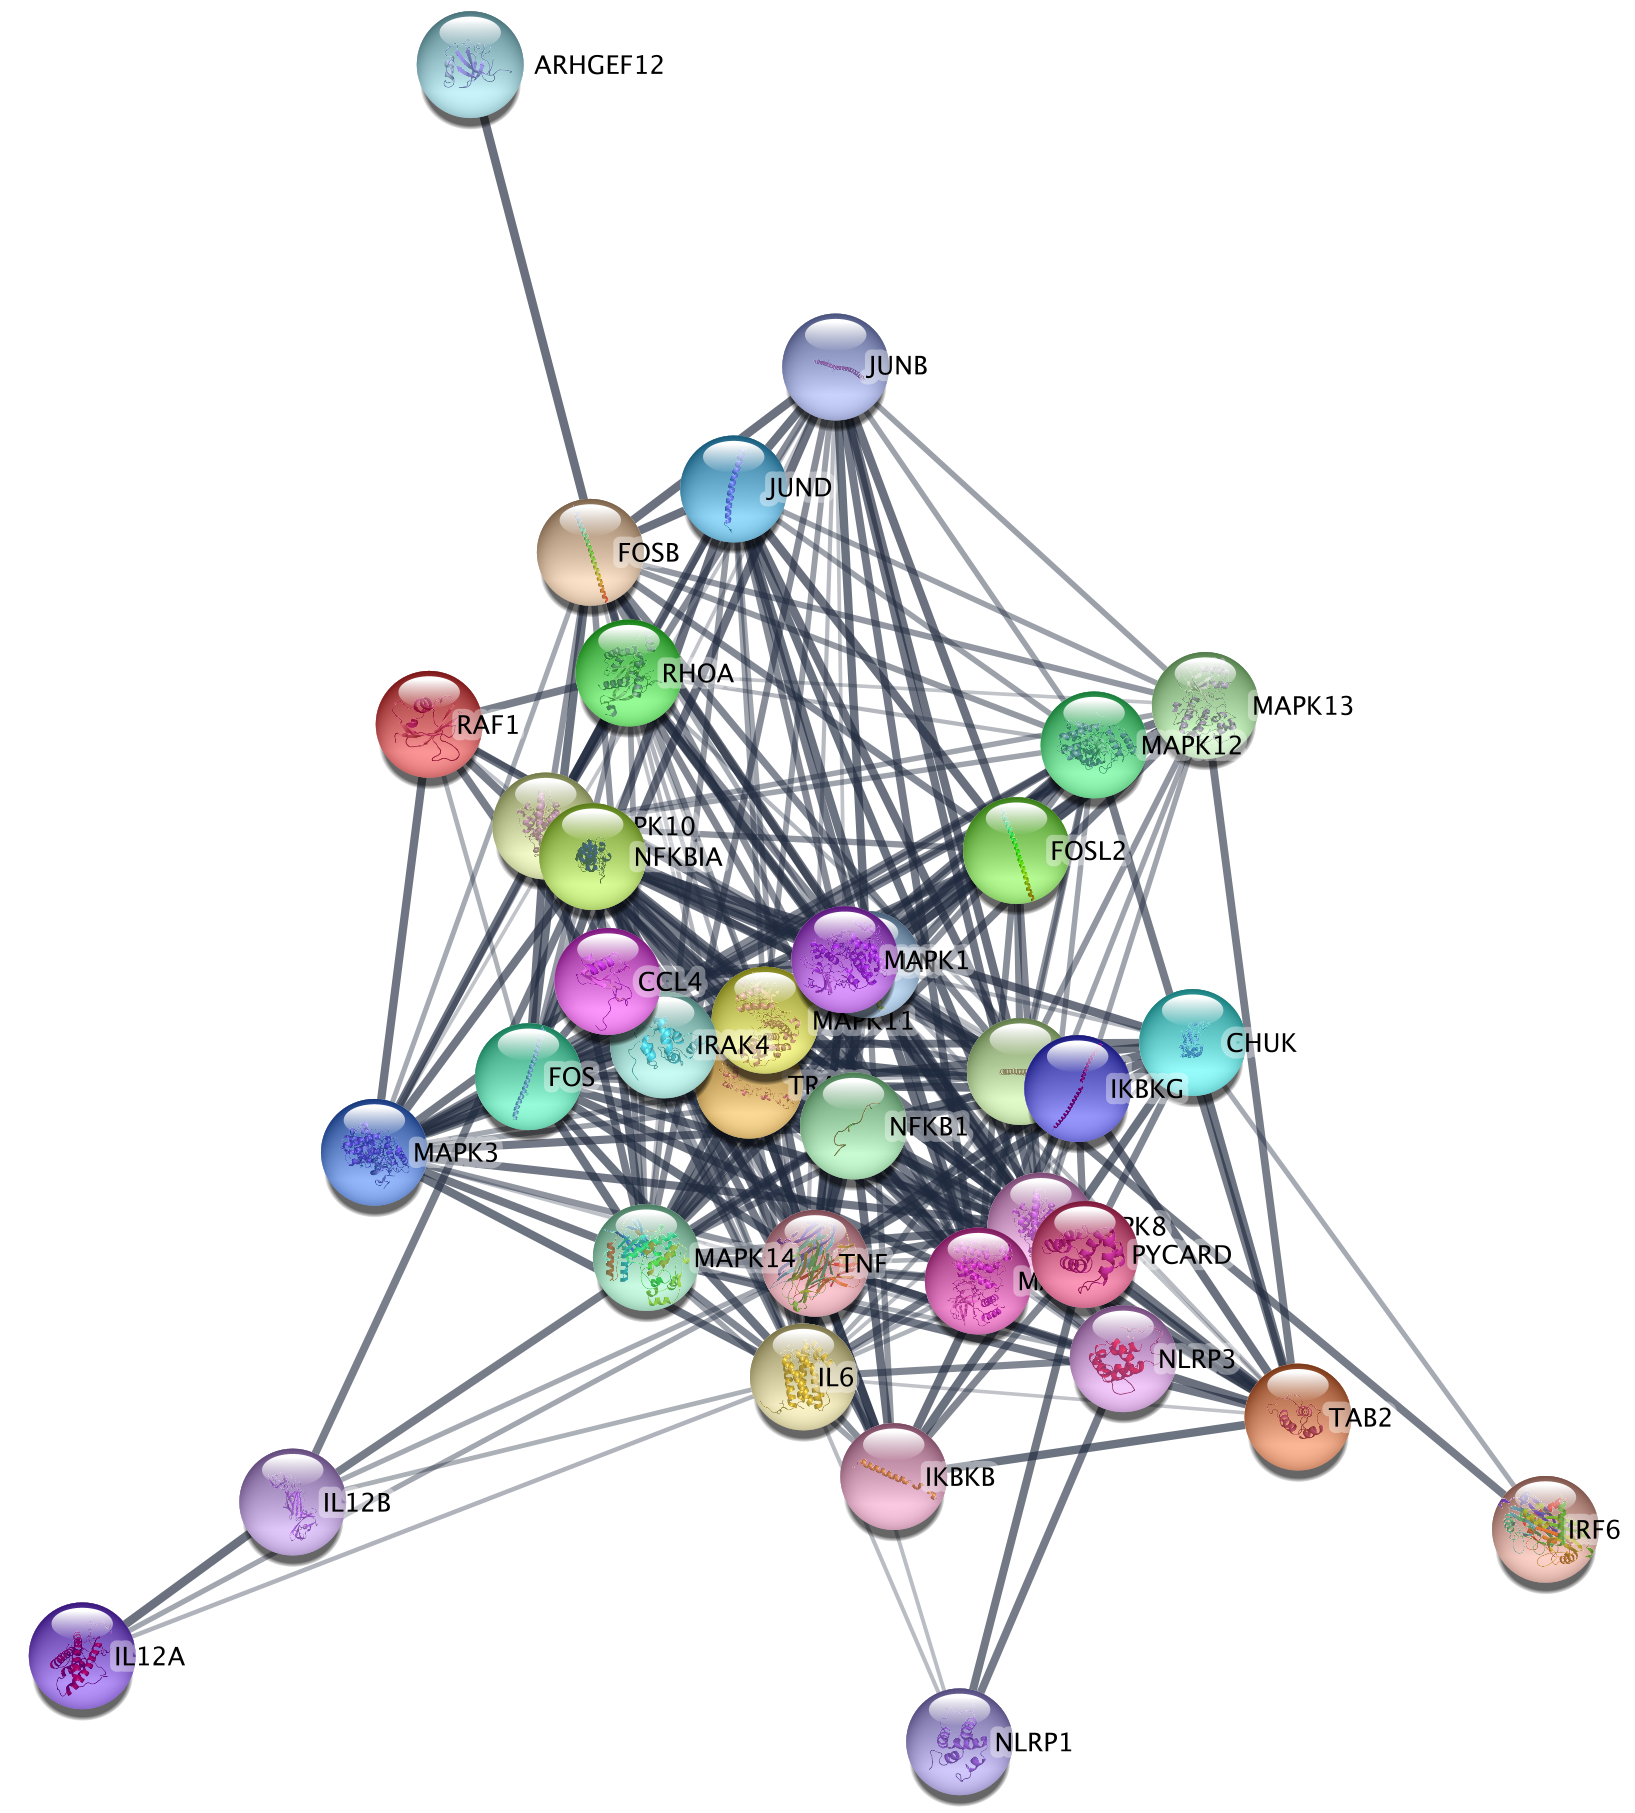 ARHGEF12
JUNB
JUND
FOSB
RHOA
RAF1
MAPK13
MAPK12
PK10
FOSL2
NFKBIA
MAPK1
CCL4
MAPK11
IRAK4
CHUK
FOS
IKBKG
NFKB1
MAPK3
PK8
PYCARD
MAPK14
TNF
NLRP3
IL6
TAB2
IKBKB
IL12B
IRF6
IL12A
NLRP1